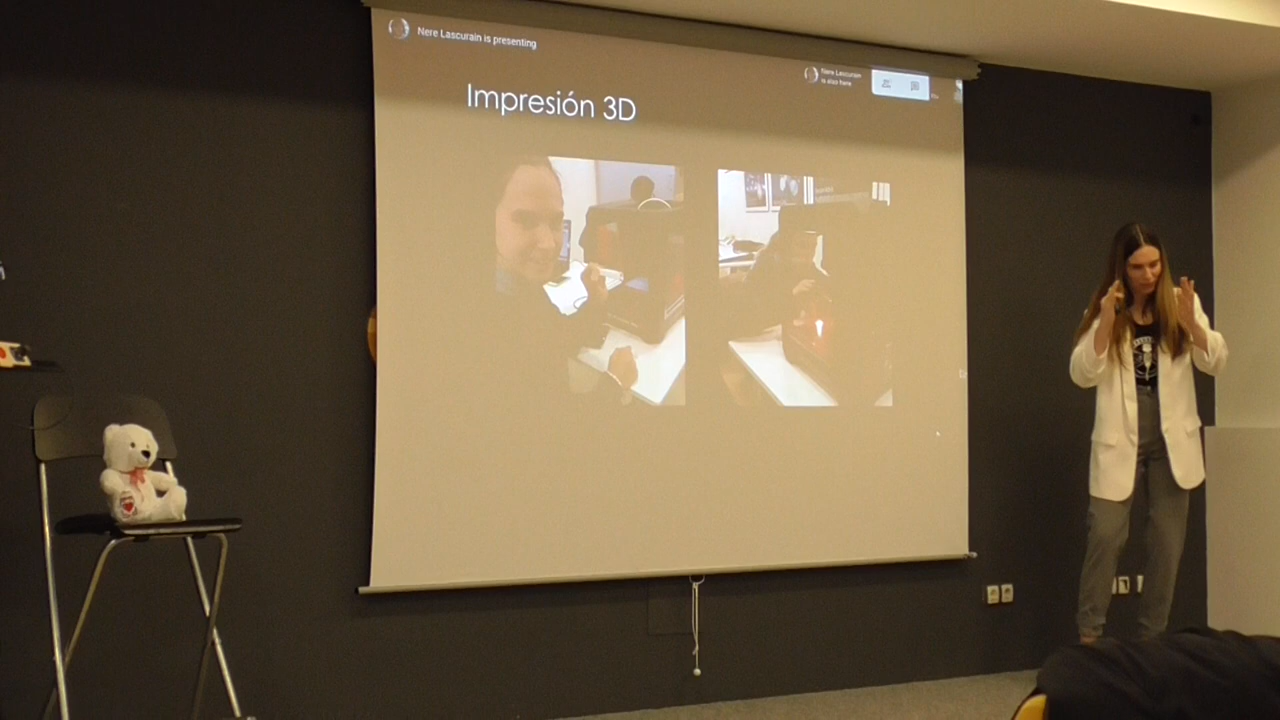 Nere Lascurain is presenting
Nere Lascurain
is also here
Impresión 3D